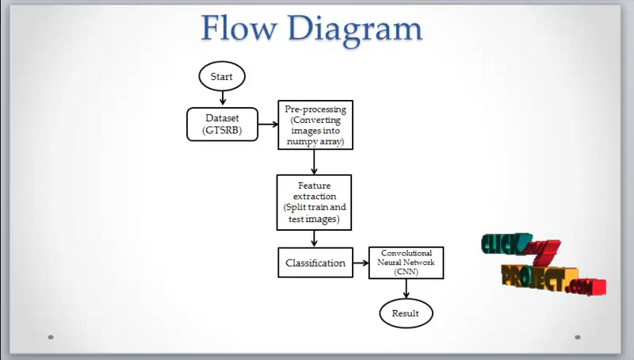 Flow Diagram
Start
Dataset
(GTSRB)
Pre-processing
(Converting
images into
numpy array)
Feature
extraction
(Split train and
test images)
Classification
Convolutional
Neural Network
(CNN)
Result
CLICK my
PROJECT.COM